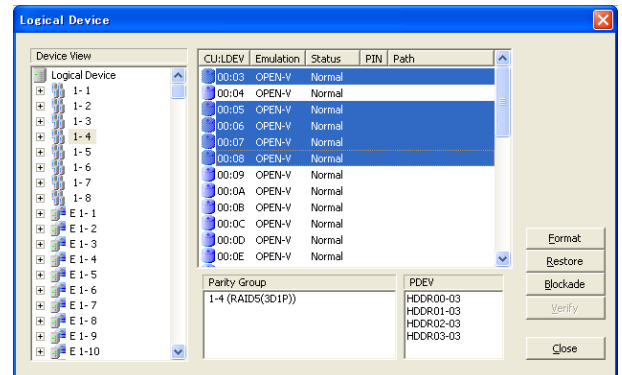 Logical Device
Device View
Logical Device
1- 1
1- 2
1- 3
1- 4
1- 5
1- 6
1- 7
1- 8
E 1- 1
E 1- 2
E 1- 3
E 1- 4
E 1- 5
E 1- 6
E 1- 7
E 1- 8
E 1- 9
E 1-10
CU:LDEV Emulation Status PIN Path
00:03 OPEN-V Normal
00:04 OPEN-V Normal
00:05 OPEN-V Normal
00:06 OPEN-V Normal
00:07 OPEN-V Normal
00:08 OPEN-V Normal
00:09 OPEN-V Normal
00:0A OPEN-V Normal
00:0B OPEN-V Normal
00:0C OPEN-V Normal
00:0D OPEN-V Normal
00:0E OPEN-V Normal
Parity Group
1-4 (RAID5(3D1P))
PDEV
HDDR00-03
HDDR01-03
HDDR02-03
HDDR03-03
Format
Restore
Blockade
Verify
Close